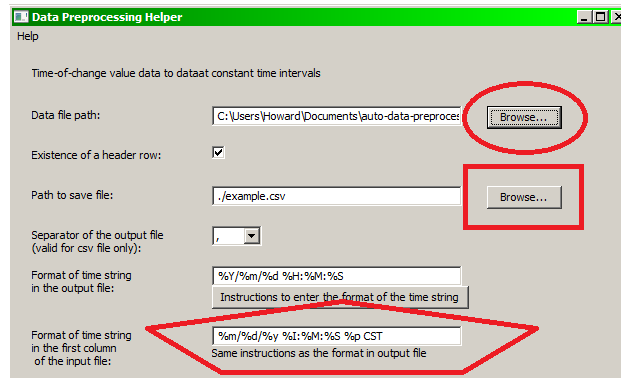 Data Preprocessing Helper
Help
Time-of-change value data to dataat constant time intervals
Data file path:
C:\Users\Howard\Documents\auto-data-preproces
Browse...
Existence of a header row:
Path to save file:
./example.csv
Browse...
Separator of the output file
(valid for csv file only):
,
Format of time string
in the output file:
%Y/%m/%d %H:%M:%S
Instructions to enter the format of the time string
Format of time string
in the first column
of the input file:
%m/%d/%y %I:%M:%S %p CST
Same instructions as the format in output file